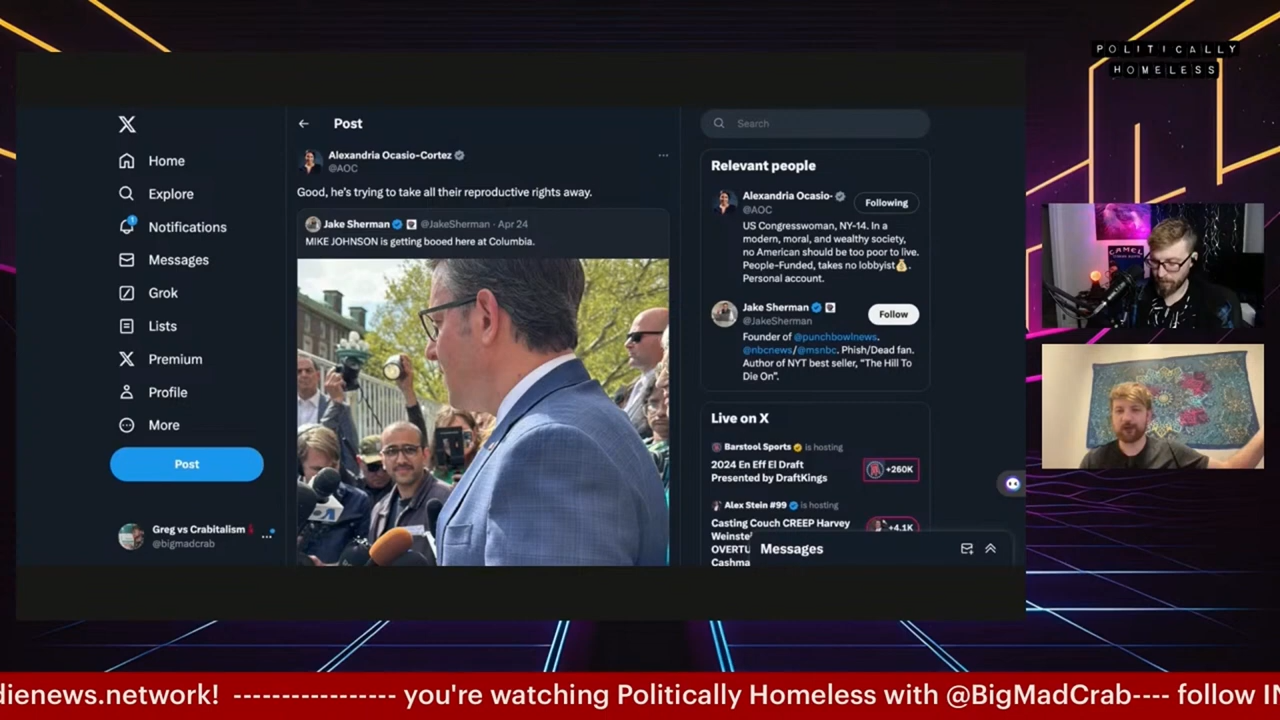 POLITICALLY
HOMELESS
X
Home
Explore
1
Notifications
Messages
Grok
Lists
Premium
Profile
More
Post
Greg vs Crabitalism
@bigmadcrab
Post
Alexandria Ocasio-Cortez
@AOC
Good, he's trying to take all their reproductive rights away.
Jake Sherman @JakeSherman · Apr 24
MIKE JOHNSON is getting booed here at Columbia.
Search
Relevant people
Alexandria Ocasio-
@AOC
Following
US Congresswoman, NY-14. In a
modern, moral, and wealthy society,
no American should be too poor to live.
People-Funded, takes no lobbyist💰.
Personal account.
Jake Sherman
@JakeSherman
Follow
Founder of @punchbowlnews.
@nbcnews/@msnbc. Phish/Dead fan.
Author of NYT best seller, “The Hill To
Die On”.
Live on X
Barstool Sports is hosting
2024 En Eff El Draft
Presented by DraftKings
+260K
Alex Stein #99 is hosting
Casting Couch CREEP Harvey
Weinste
OVERTU
Cashma
+4.1K
Messages
CAMEL
dienews.network! ---------------- you're watching Politically Homeless with @BigMadCrab---- follow IN